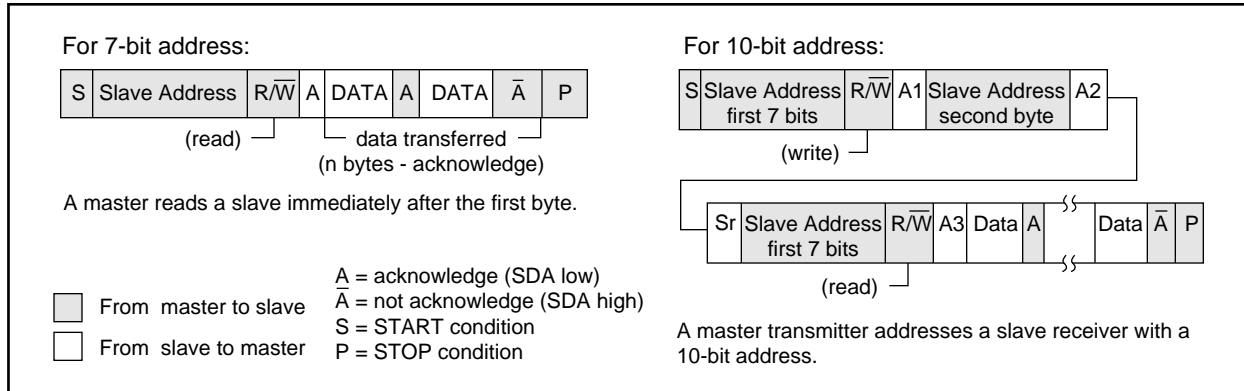 For 7-bit address:
S Slave Address R/W̅ A DATA A DATA A̅ P
(read) data transferred
(n bytes - acknowledge)
A master reads a slave immediately after the first byte.
From master to slave
From slave to master
A = acknowledge (SDA low)
A̅ = not acknowledge (SDA high)
S = START condition
P = STOP condition
For 10-bit address:
S Slave Address first 7 bits R/W̅ A1 Slave Address second byte A2
(write)
Sr Slave Address first 7 bits R/W̅ A3 Data A Data A̅ P
(read)
A master transmitter addresses a slave receiver with a
10-bit address.